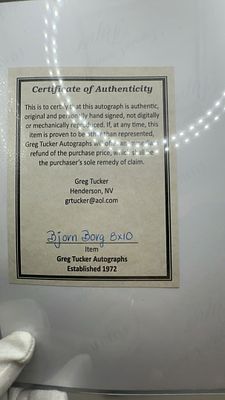 Certificate of Authenticity
This is to certify that this autograph is authentic,
original and personally hand signed, not digitally
or mechanically reproduced. If, at any time, this
item is proven to be other than represented,
Greg Tucker Autographs will offer
refund of the purchase price, which is
the purchaser's sole remedy of claim.
Greg Tucker
Henderson, NV
grtucker@aol.com
Bjorn Borg 8x10
Item
Greg Tucker Autographs
Established 1972